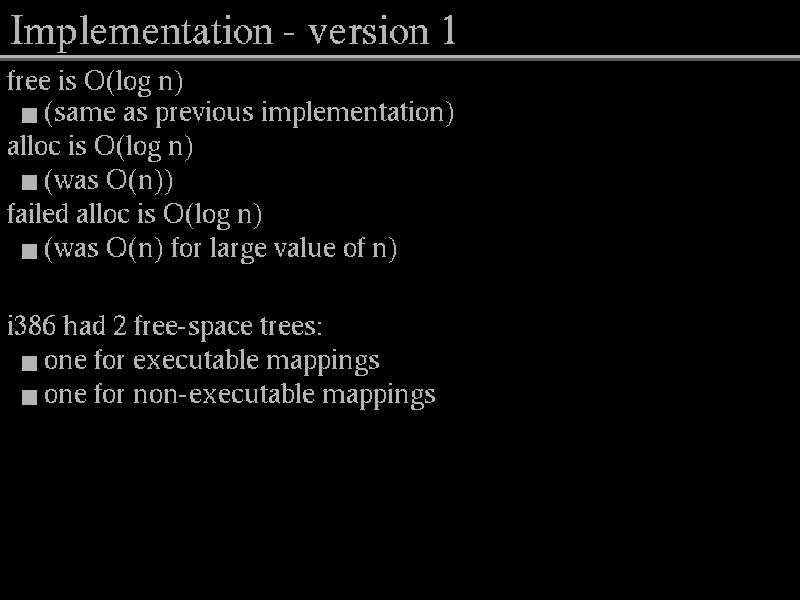 Implementation - version 1
free is O(log n)
(same as previous implementation)
alloc is O(log n)
(was O(n))
failed alloc is O(log n)
(was O(n) for large value of n)
i386 had 2 free-space trees:
one for executable mappings
one for non-executable mappings